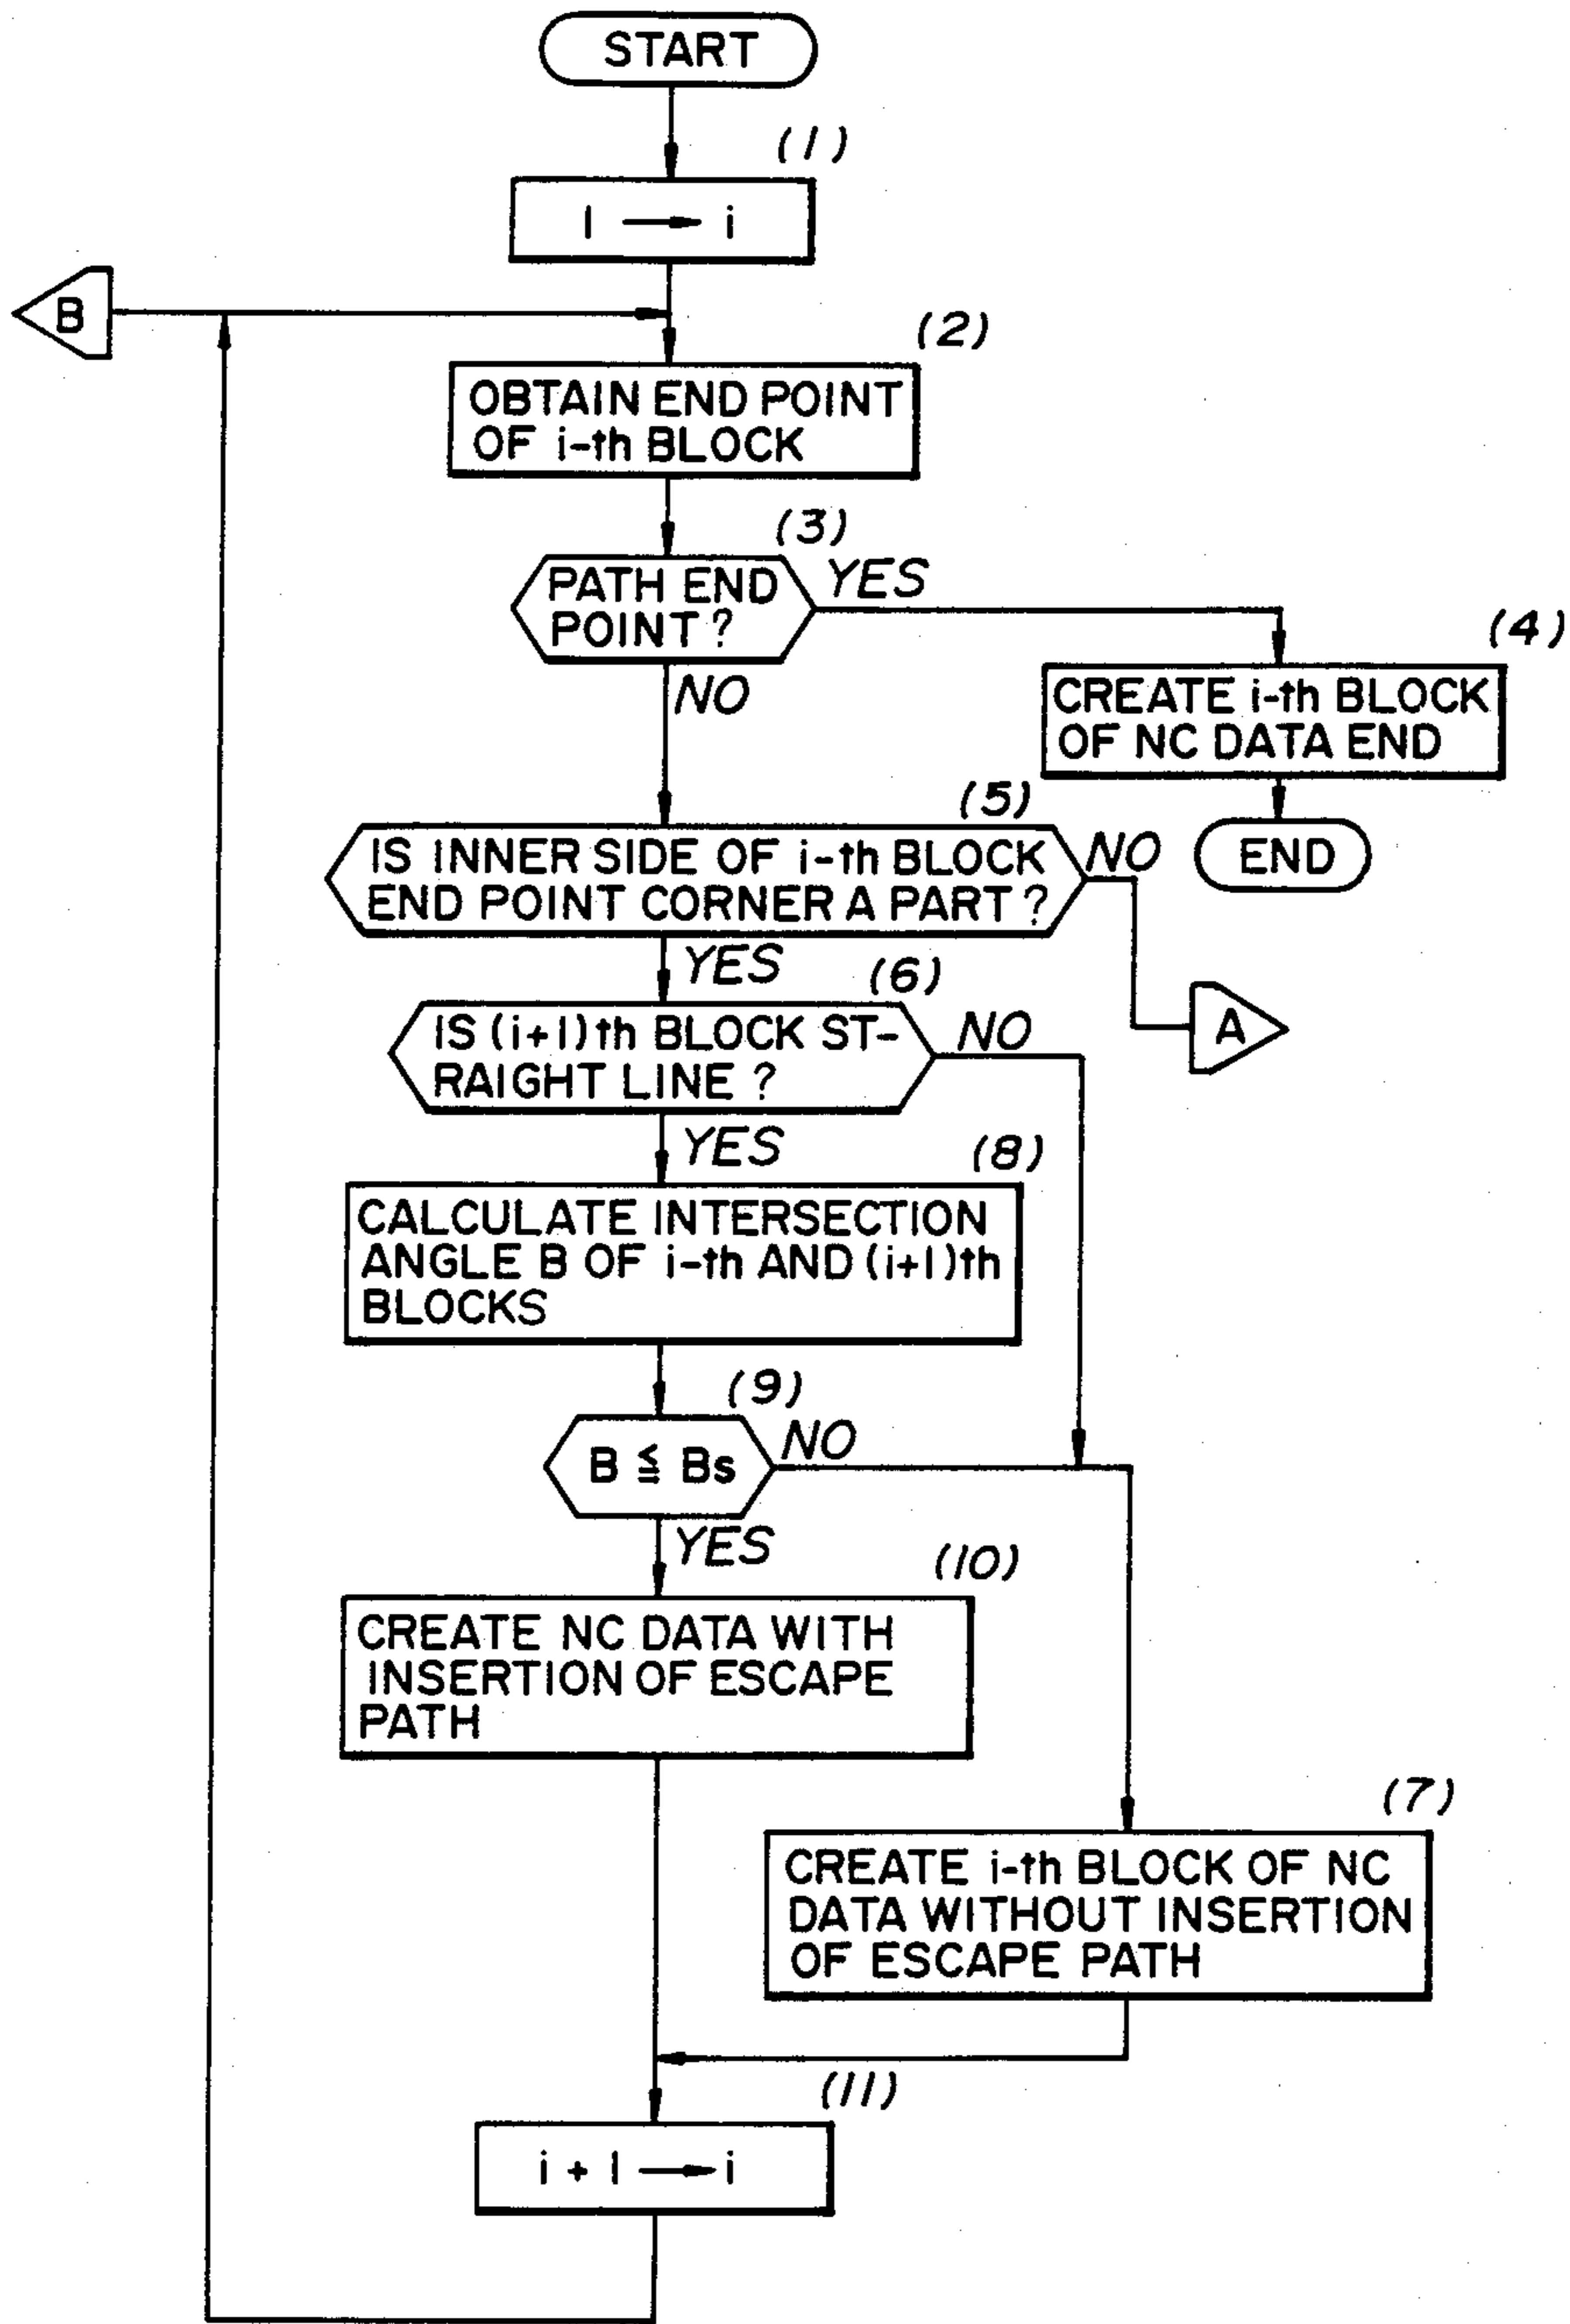 START
(1)
1 → i
B
(2)
OBTAIN END POINT
OF i-th BLOCK
(3)
PATH END
POINT?
YES
NO
(4)
CREATE i-th BLOCK
OF NC DATA END
END
(5)
IS INNER SIDE OF i-th BLOCK
END POINT CORNER A PART?
NO
YES
A
(6)
IS (i+1)th BLOCK ST-
RAIGHT LINE?
NO
YES
(8)
CALCULATE INTERSECTION
ANGLE B OF i-th AND (i+1)th
BLOCKS
(9)
B ≦ Bs
NO
YES
(10)
CREATE NC DATA WITH
INSERTION OF ESCAPE
PATH
(7)
CREATE i-th BLOCK OF NC
DATA WITHOUT INSERTION
OF ESCAPE PATH
(11)
i + 1 → i